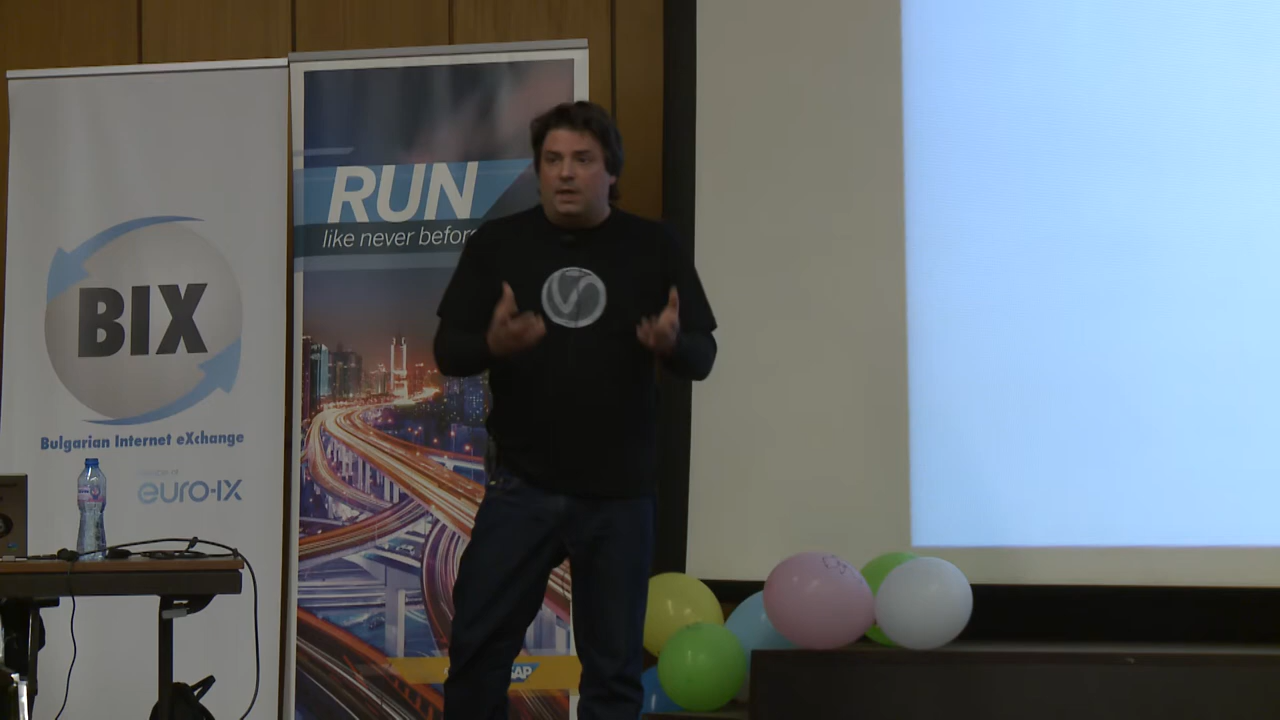 BIX
Bulgarian Internet eXchange
euro-ix
RUN
like never befor
SAP